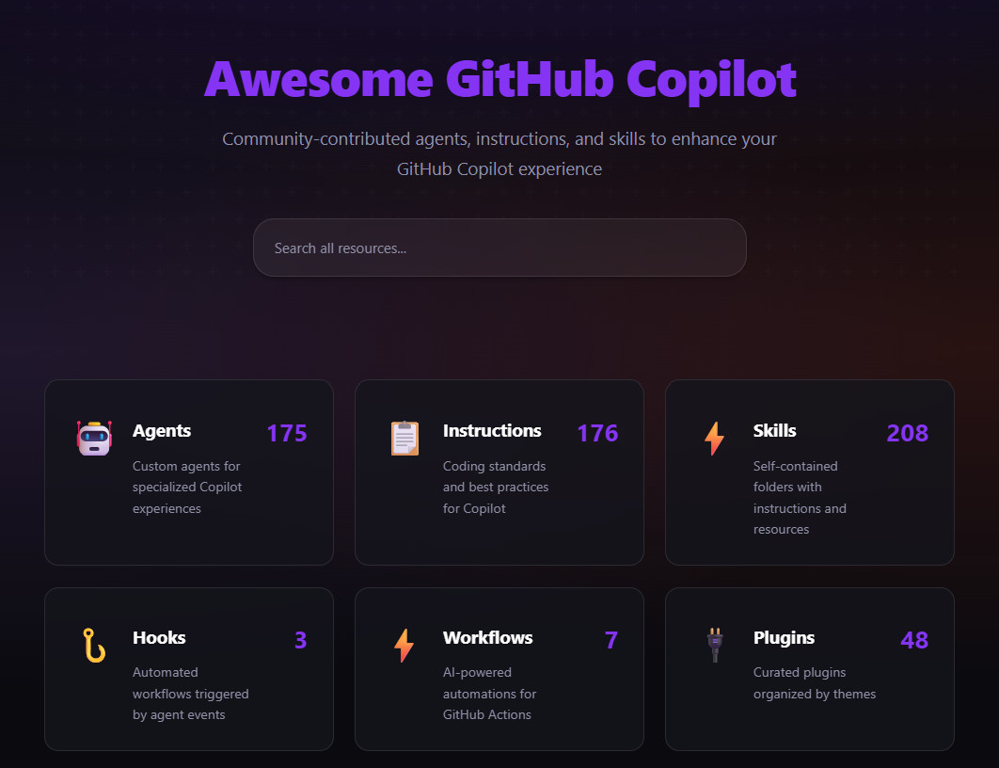 Awesome GitHub Copilot
Community-contributed agents, instructions, and skills to enhance your
GitHub Copilot experience
Search all resources...
Agents 175
Custom agents for
specialized Copilot
experiences
Instructions 176
Coding standards
and best practices
for Copilot
Skills 208
Self-contained
folders with
instructions and
resources
Hooks 3
Automated
workflows triggered
by agent events
Workflows 7
AI-powered
automations for
GitHub Actions
Plugins 48
Curated plugins
organized by themes